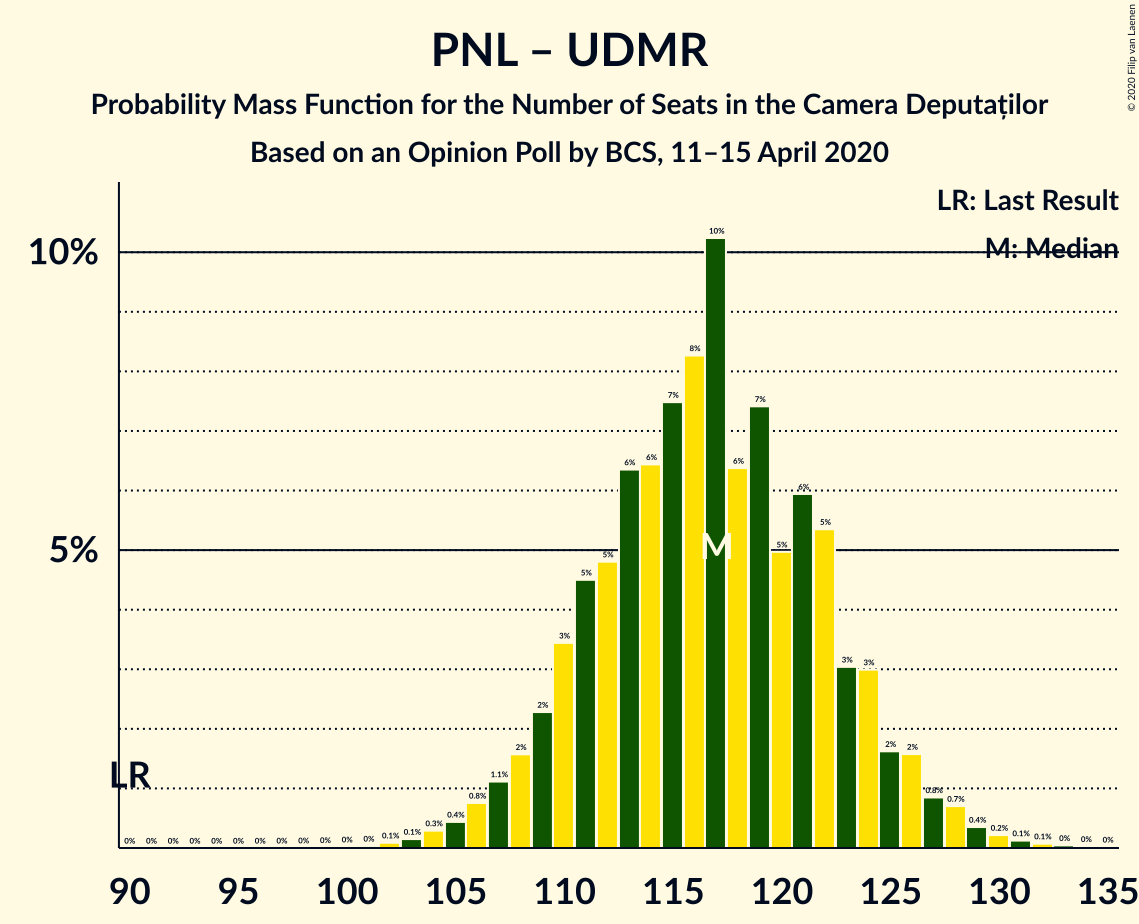 PNL – UDMR
Probability Mass Function for the Number of Seats in the Camera Deputaților
Based on an Opinion Poll by BCS, 11–15 April 2020
© 2020 Filip van Laenen
LR: Last Result
M: Median
10%
5%
LR
M
0% 0% 0% 0% 0% 0% 0% 0% 0% 0% 0% 0% 0.1% 0.1% 0.3% 0.4% 0.8% 1.1% 2% 2% 3% 5% 5% 6% 6% 7% 8% 10% 6% 7% 5% 6% 5% 3% 3% 2% 2% 0.8% 0.7% 0.4% 0.2% 0.1% 0.1% 0% 0% 0%
90 95 100 105 110 115 120 125 130 135